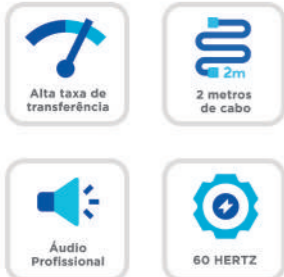 Alta taxa de
transferência
2m
2 metros
de cabo
Áudio
Profissional
60 HERTZ